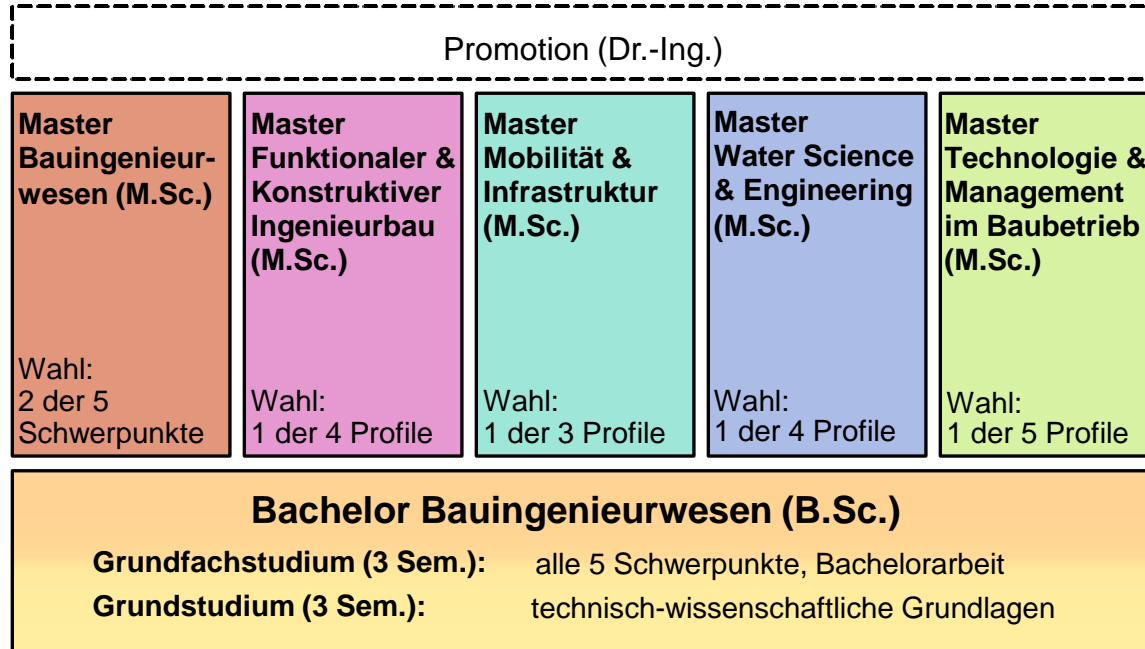 Promotion (Dr.-Ing.)
Master
Bauingenieur-
wesen (M.Sc.)
Wahl:
2 der 5
Schwerpunkte
Master
Funktionaler &
Konstruktiver
Ingenieurbau
(M.Sc.)
Wahl:
1 der 4 Profile
Master
Mobilität &
Infrastruktur
(M.Sc.)
Wahl:
1 der 3 Profile
Master
Water Science
& Engineering
(M.Sc.)
Wahl:
1 der 4 Profile
Master
Technologie &
Management
im Baubetrieb
(M.Sc.)
Wahl:
1 der 5 Profile
Bachelor Bauingenieurwesen (B.Sc.)
Grundfachstudium (3 Sem.): alle 5 Schwerpunkte, Bachelorarbeit
Grundstudium (3 Sem.): technisch-wissenschaftliche Grundlagen